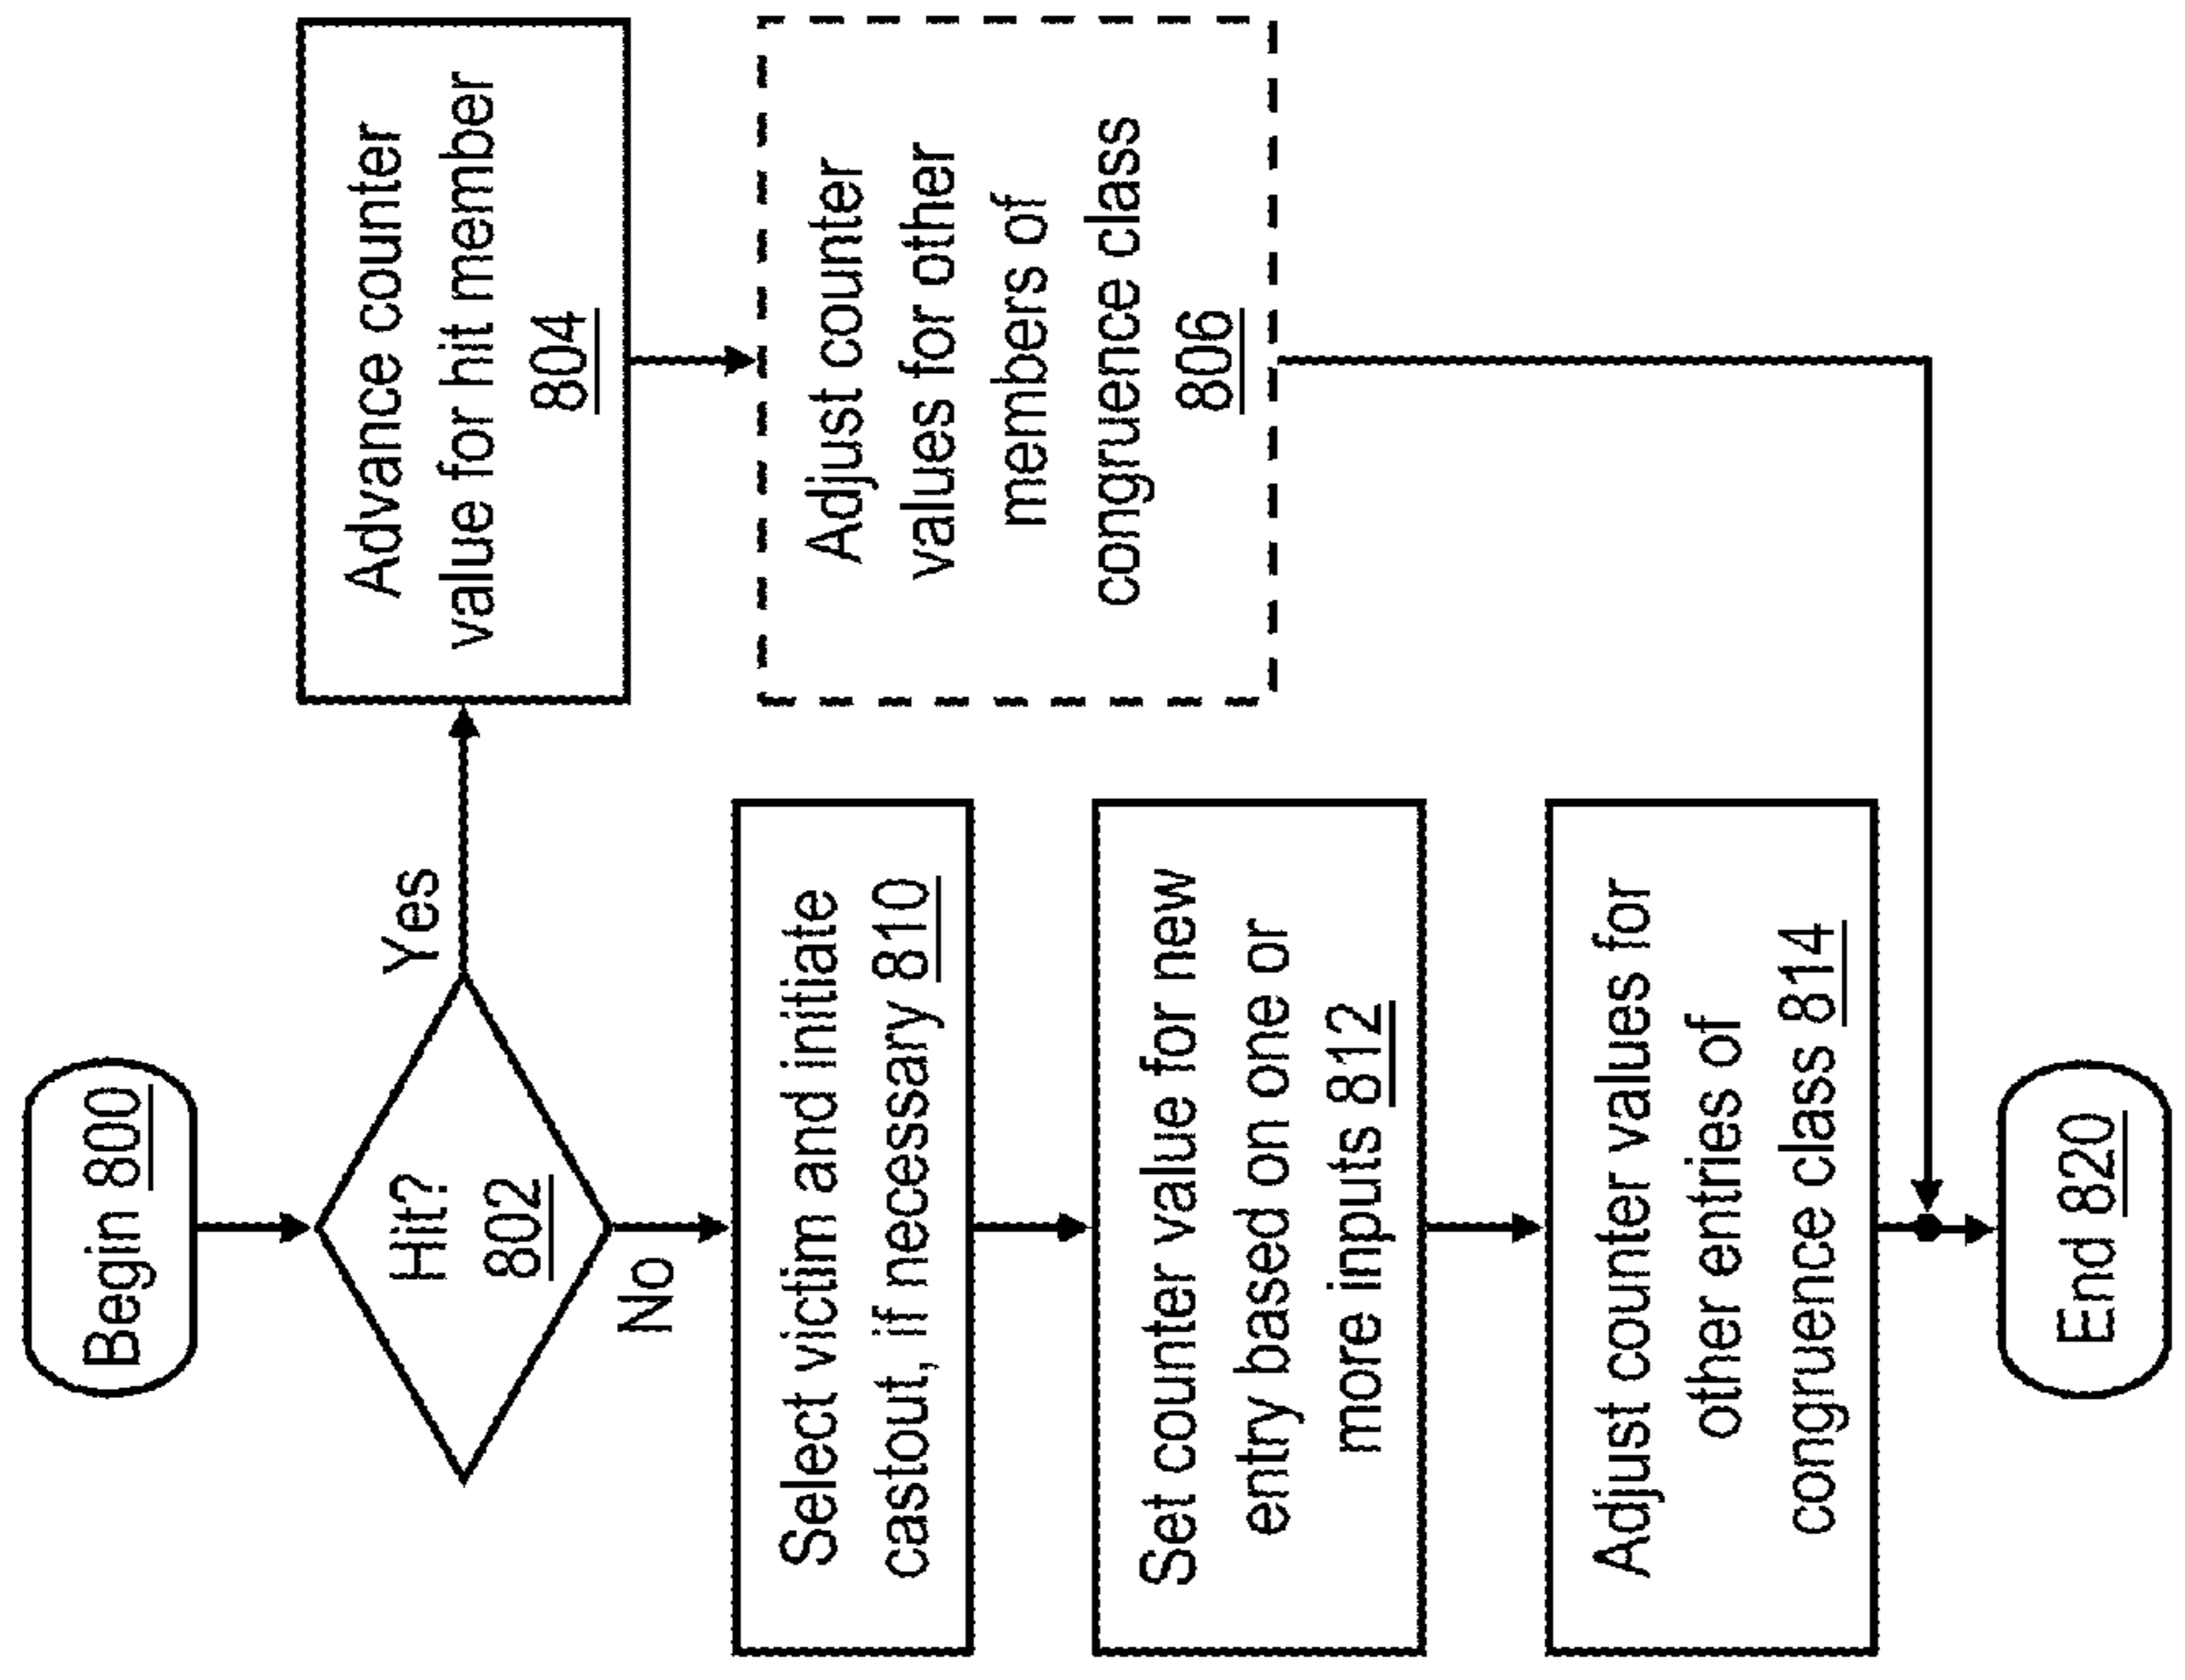 Begin 800
Hit?
802
Yes
No
Advance counter
value for hit member
804
Adjust counter
values for other
members of
congruence class
806
Select victim and initiate
castout, if necessary 810
Set counter value for new
entry based on one or
more inputs 812
Adjust counter values for
other entries of
congruence class 814
End 820